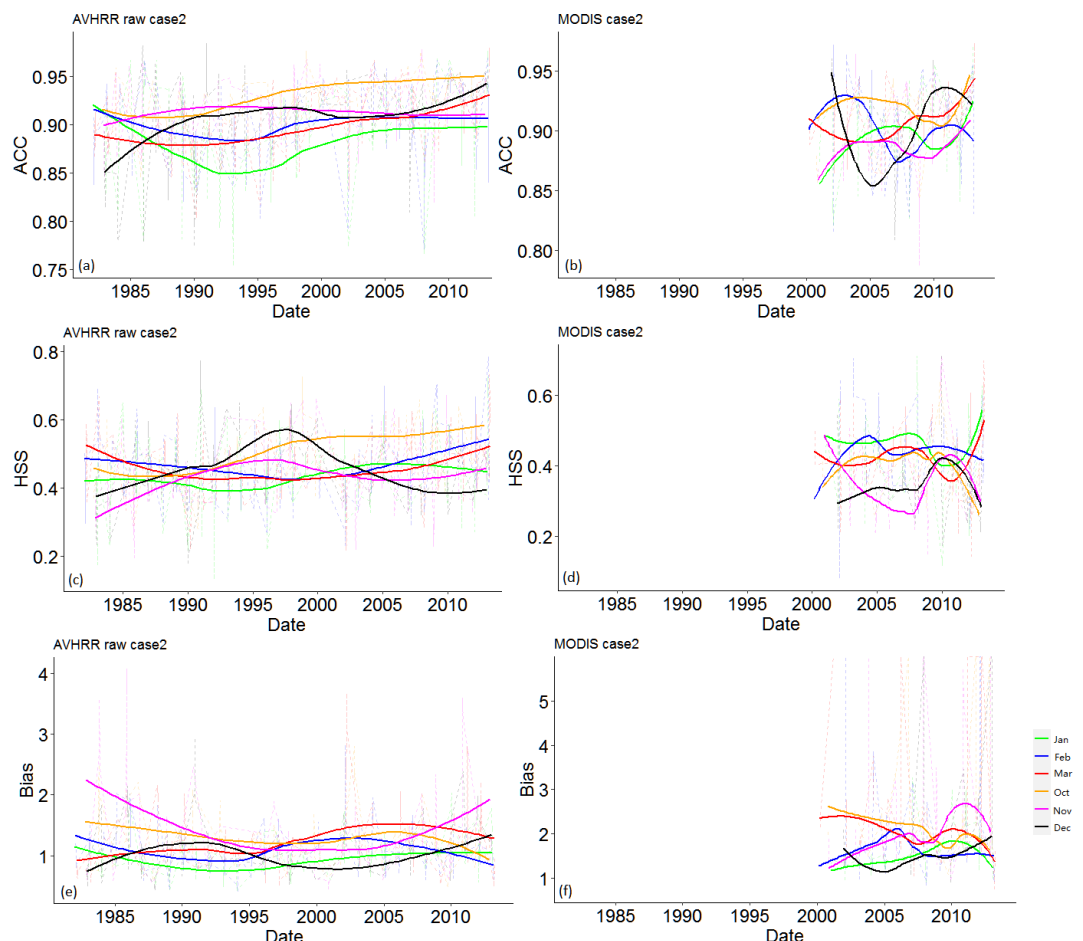 AVHRR raw case2
0.95
0.90
0.85
0.80
0.75
ACC
(a)
1985 1990 1995 2000 2005 2010
Date
MODIS case2
0.95
0.90
0.85
0.80
ACC
(b)
1985 1990 1995 2000 2005 2010
Date
AVHRR raw case2
0.8
0.6
0.4
0.2
HSS
(c)
1985 1990 1995 2000 2005 2010
Date
MODIS case2
0.6
0.4
0.2
HSS
(d)
1985 1990 1995 2000 2005 2010
Date
AVHRR raw case2
4
3
2
1
Bias
(e)
1985 1990 1995 2000 2005 2010
Date
MODIS case2
5
4
3
2
1
Bias
(f)
1985 1990 1995 2000 2005 2010
Date
Jan
Feb
Mar
Oct
Nov
Dec